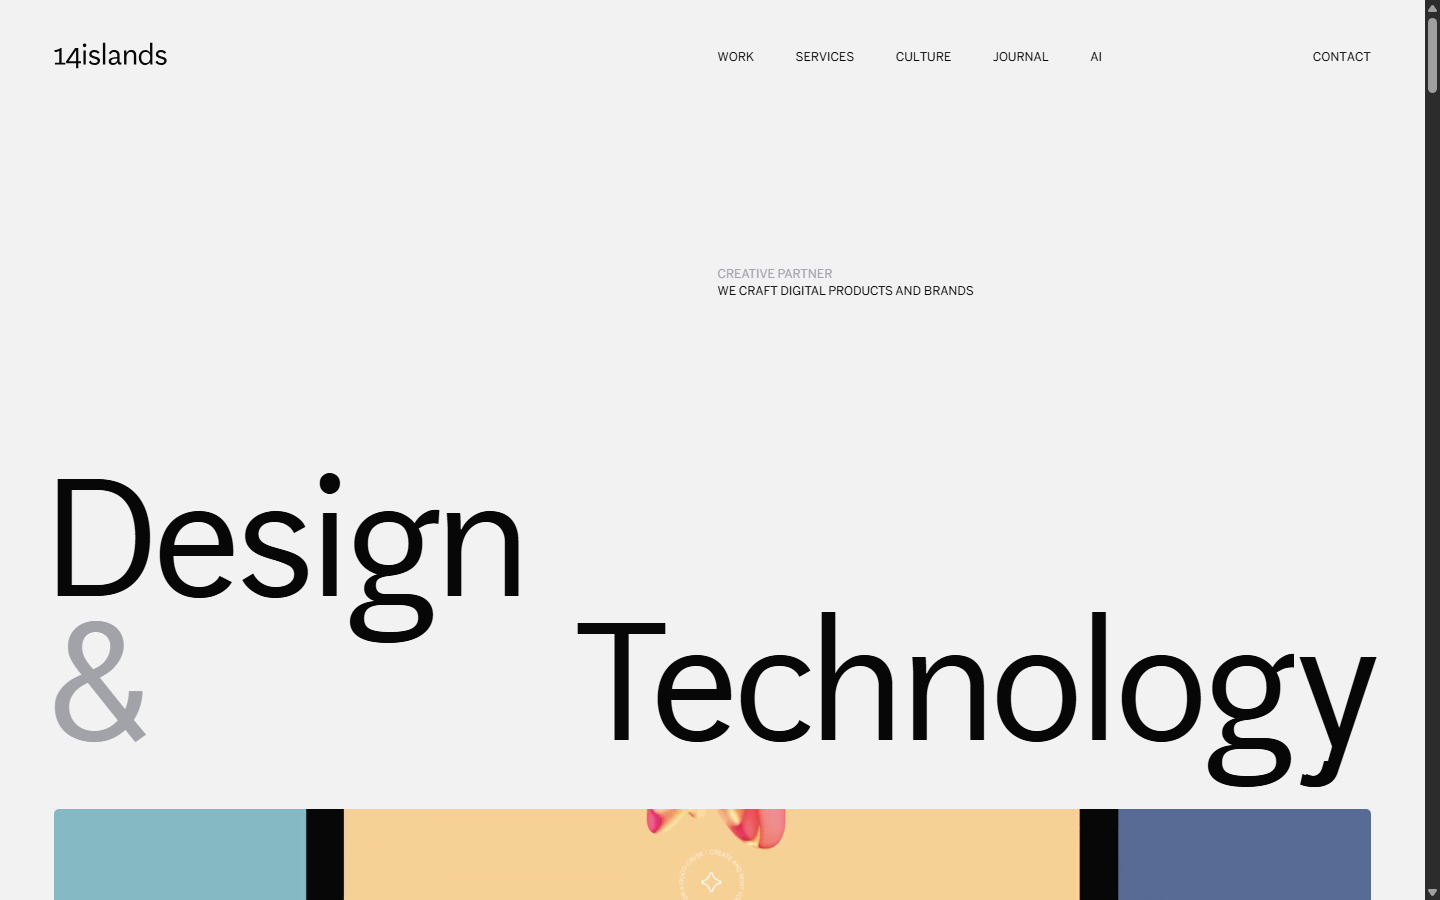 14islands
WORK SERVICES CULTURE JOURNAL AI CONTACT
CREATIVE PARTNER
WE CRAFT DIGITAL PRODUCTS AND BRANDS
Design
& Technology